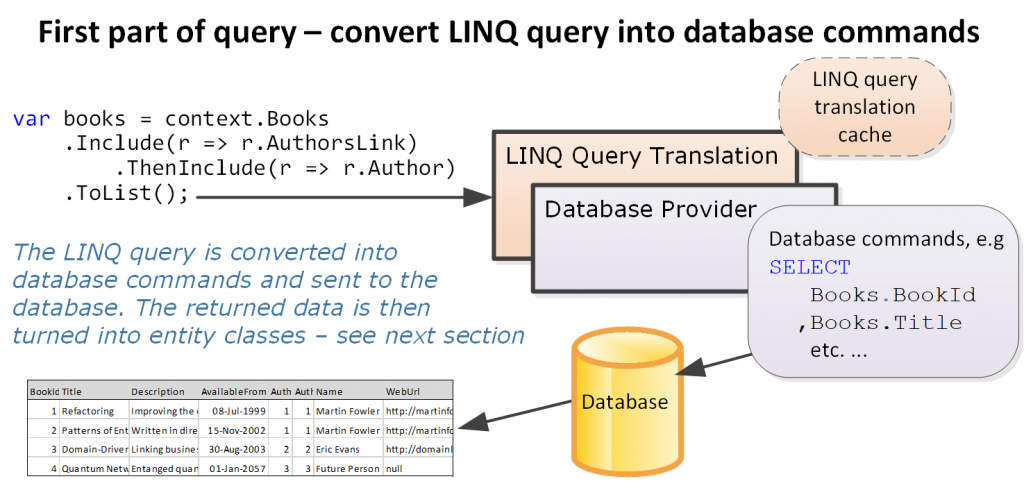 First part of query – convert LINQ query into database commands
LINQ query
translation
cache
var books = context.Books
.Include(r => r.AuthorsLink)
.ThenInclude(r => r.Author)
.ToList();
LINQ Query Translation
Database Provider
Database commands, e.g
SELECT
Books.BookId
,Books.Title
etc. ...
The LINQ query is converted into
database commands and sent to the
database. The returned data is then
turned into entity classes – see next section
Database
BookId Title Description AvailableFrom Auth Auth Name WebUrl
1 Refactoring Improving the 08-Jul-1999 1 1 Martin Fowler http://martinfo
2 Patterns of Ent Written in dire 15-Nov-2002 1 1 Martin Fowler http://martinfo
3 Domain-Driven Linking busine 30-Aug-2003 2 2 Eric Evans http://domainl
4 Quantum Netw Entanged quan 01-Jan-2057 3 3 Future Person null